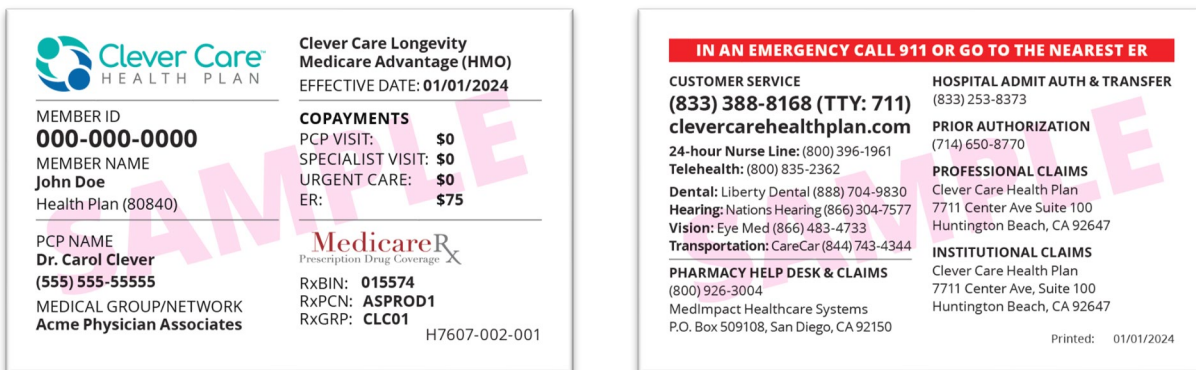 Clever Care™
HEALTH PLAN
MEMBER ID
000-000-0000
MEMBER NAME
John Doe
Health Plan (80840)
PCP NAME
Dr. Carol Clever
(555) 555-55555
MEDICAL GROUP/NETWORK
Acme Physician Associates
Clever Care Longevity
Medicare Advantage (HMO)
EFFECTIVE DATE: 01/01/2024
COPAYMENTS
PCP VISIT: $0
SPECIALIST VISIT: $0
URGENT CARE: $0
ER: $75
MedicareRx
Prescription Drug Coverage
RxBIN: 015574
RxPCN: ASPROD1
RxGRP: CLC01
H7607-002-001
SAMPLE
IN AN EMERGENCY CALL 911 OR GO TO THE NEAREST ER
CUSTOMER SERVICE
(833) 388-8168 (TTY: 711)
clevercarehealthplan.com
24-hour Nurse Line: (800) 396-1961
Telehealth: (800) 835-2362
Dental: Liberty Dental (888) 704-9830
Hearing: Nations Hearing (866) 304-7577
Vision: Eye Med (866) 483-4733
Transportation: CareCar (844) 743-4344
PHARMACY HELP DESK & CLAIMS
(800) 926-3004
MedImpact Healthcare Systems
P.O. Box 509108, San Diego, CA 92150
HOSPITAL ADMIT AUTH & TRANSFER
(833) 253-8373
PRIOR AUTHORIZATION
(714) 650-8770
PROFESSIONAL CLAIMS
Clever Care Health Plan
7711 Center Ave Suite 100
Huntington Beach, CA 92647
INSTITUTIONAL CLAIMS
Clever Care Health Plan
7711 Center Ave, Suite 100
Huntington Beach, CA 92647
Printed: 01/01/2024
SAMPLE